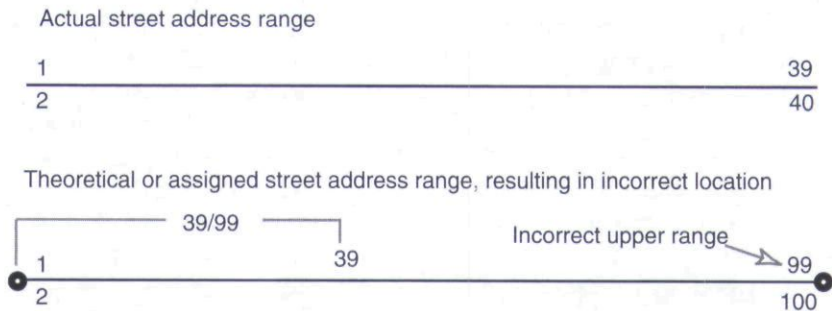 Actual street address range
1 39
2 40
Theoretical or assigned street address range, resulting in incorrect location
39/99
Incorrect upper range
1 39 99
2 100